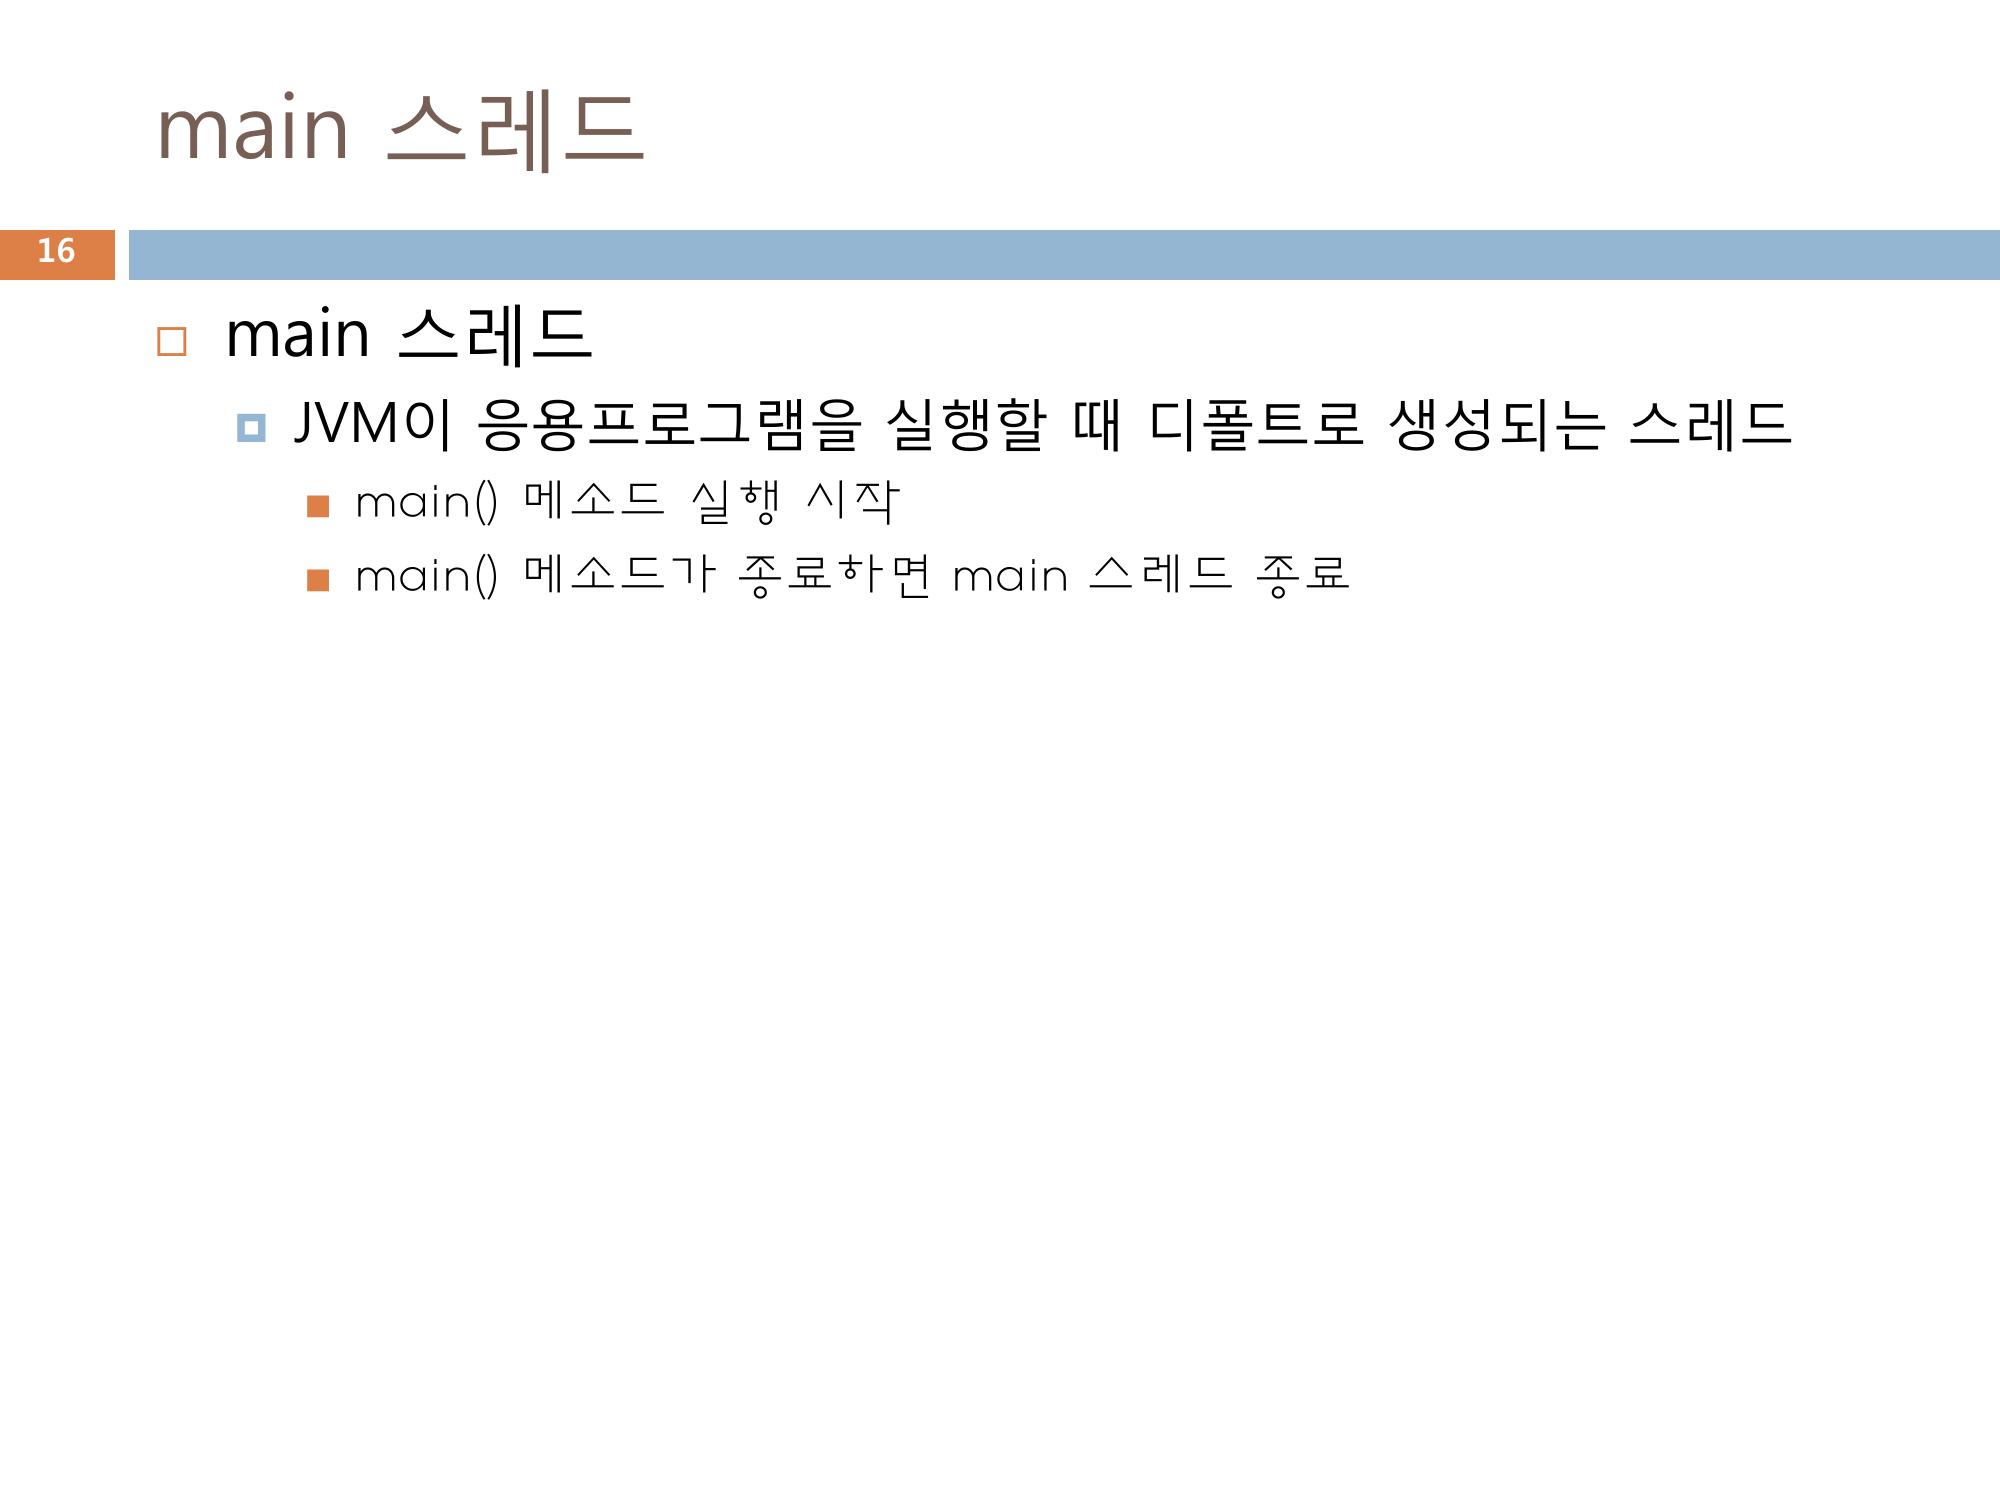 main 스레드
16
main 스레드
JVM이 응용프로그램을 실행할 때 디폴트로 생성되는 스레드
main() 메소드 실행 시작
main() 메소드가 종료하면 main 스레드 종료